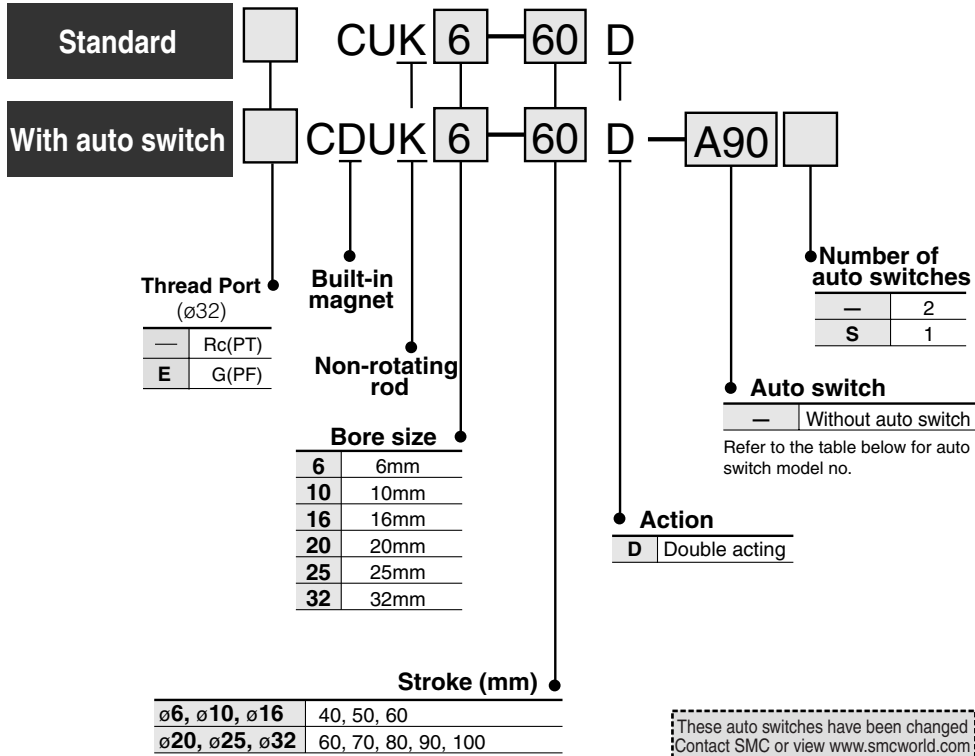 Standard CUK 6 — 60 D
With auto switch CDUK 6 — 60 D — A90
Thread Port
(ø32)
— Rc(PT)
E G(PF)
Built-in
magnet
Non-rotating
rod
Number of
auto switches
— 2
S 1
Auto switch
— Without auto switch
Refer to the table below for auto
switch model no.
Bore size
6 6mm
10 10mm
16 16mm
20 20mm
25 25mm
32 32mm
Action
D Double acting
Stroke (mm)
ø6, ø10, ø16 40, 50, 60
ø20, ø25, ø32 60, 70, 80, 90, 100
These auto switches have been changed
Contact SMC or view www.smcworld.com